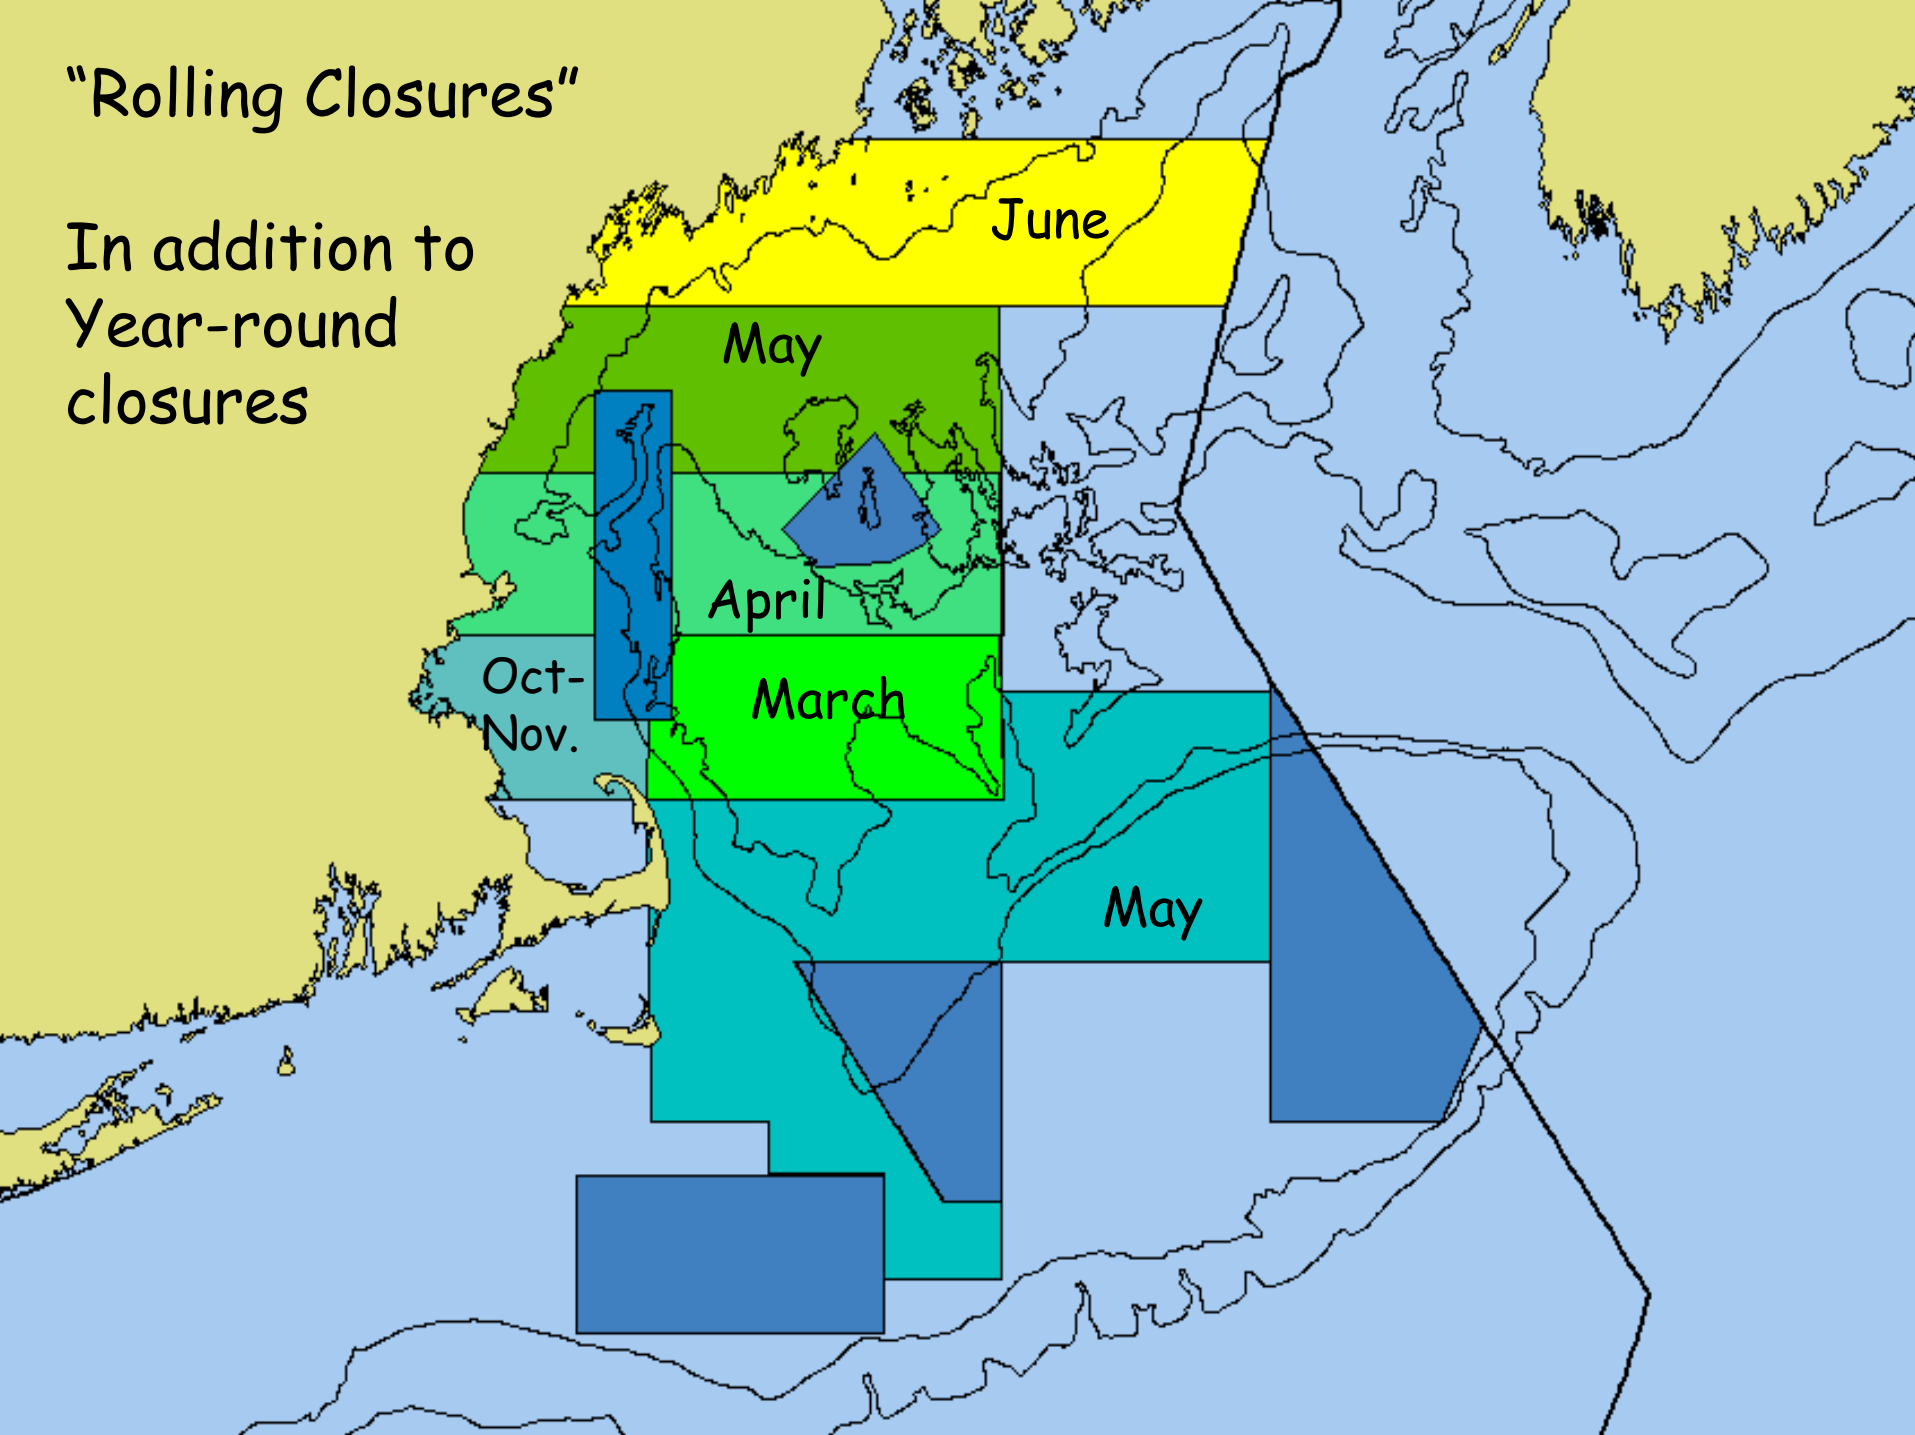 “Rolling Closures”
In addition to
Year-round
closures
June
May
April
Oct-
Nov.
March
May